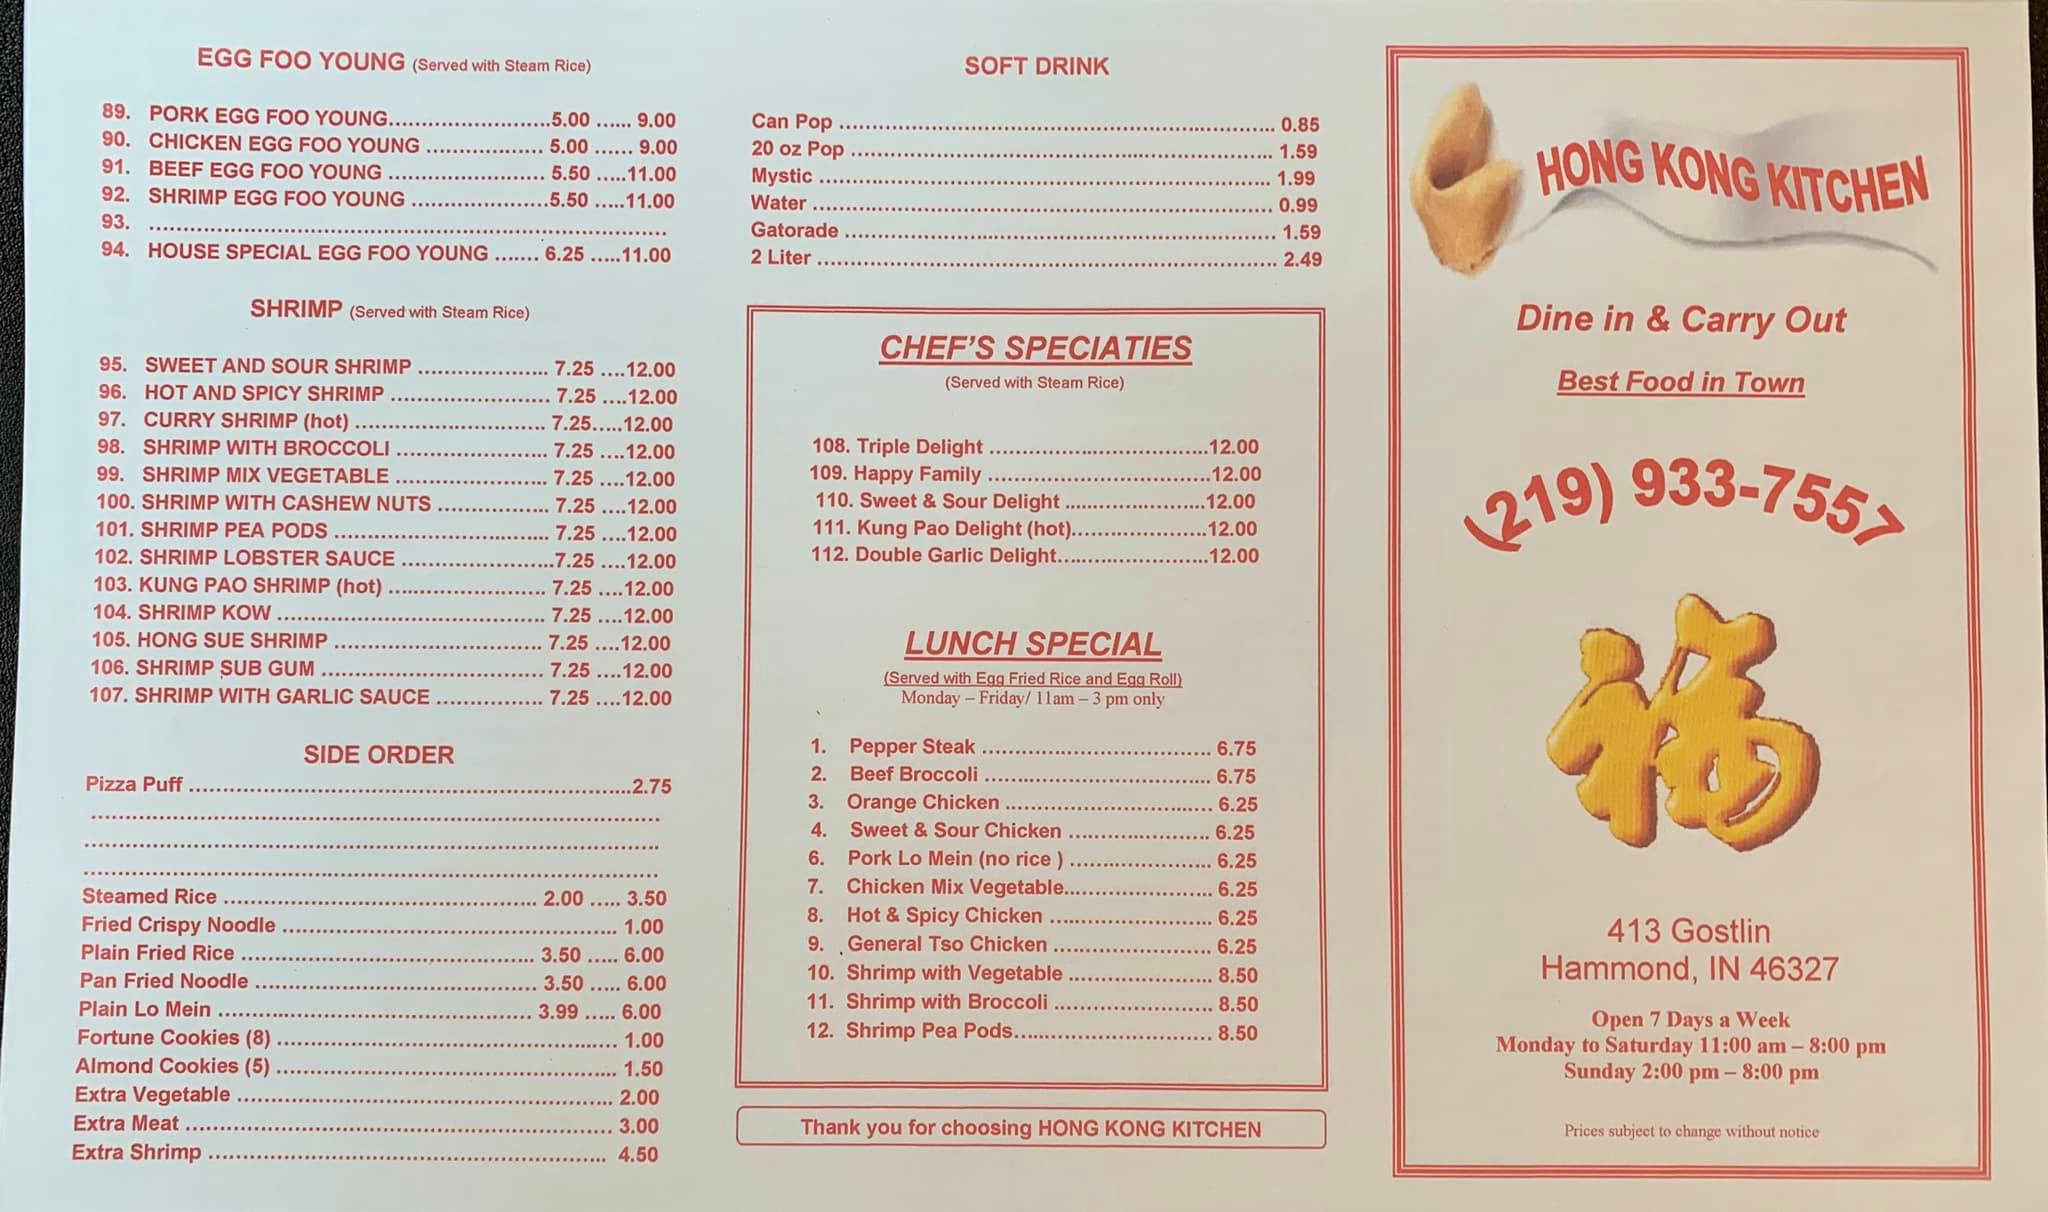 EGG FOO YOUNG (Served with Steam Rice)
89. PORK EGG FOO YOUNG..........................5.00 ...... 9.00
90. CHICKEN EGG FOO YOUNG .................. 5.00 ...... 9.00
91. BEEF EGG FOO YOUNG ........................ 5.50 .....11.00
92. SHRIMP EGG FOO YOUNG .....................5.50 .....11.00
93. ..............................................................................
94. HOUSE SPECIAL EGG FOO YOUNG ....... 6.25 .....11.00
SHRIMP (Served with Steam Rice)
95. SWEET AND SOUR SHRIMP .................... 7.25 ....12.00
96. HOT AND SPICY SHRIMP ........................ 7.25 ....12.00
97. CURRY SHRIMP (hot) ............................. 7.25.....12.00
98. SHRIMP WITH BROCCOLI ....................... 7.25 ....12.00
99. SHRIMP MIX VEGETABLE ....................... 7.25 ....12.00
100. SHRIMP WITH CASHEW NUTS ................. 7.25 ....12.00
101. SHRIMP PEA PODS ................................. 7.25 ....12.00
102. SHRIMP LOBSTER SAUCE .......................7.25 ....12.00
103. KUNG PAO SHRIMP (hot) ........................ 7.25 ....12.00
104. SHRIMP KOW ......................................... 7.25 ....12.00
105. HONG SUE SHRIMP ................................ 7.25 ....12.00
106. SHRIMP SUB GUM .................................. 7.25 ....12.00
107. SHRIMP WITH GARLIC SAUCE ................ 7.25 ....12.00
SIDE ORDER
Pizza Puff ...................................................................2.75
......................................................................................
......................................................................................
......................................................................................
Steamed Rice ................................................ 2.00 ..... 3.50
Fried Crispy Noodle ................................................... 1.00
Plain Fried Rice ............................................. 3.50 ..... 6.00
Pan Fried Noodle ........................................... 3.50 ..... 6.00
Plain Lo Mein ................................................ 3.99 ..... 6.00
Fortune Cookies (8) .................................................... 1.00
Almond Cookies (5) .................................................... 1.50
Extra Vegetable ......................................................... 2.00
Extra Meat ................................................................. 3.00
Extra Shrimp ............................................................. 4.50
SOFT DRINK
Can Pop .................................................................. 0.85
20 oz Pop ................................................................ 1.59
Mystic ..................................................................... 1.99
Water ...................................................................... 0.99
Gatorade ................................................................. 1.59
2 Liter ...................................................................... 2.49
CHEF'S SPECIATIES
(Served with Steam Rice)
108. Triple Delight .................................12.00
109. Happy Family ..................................12.00
110. Sweet & Sour Delight .....................12.00
111. Kung Pao Delight (hot).....................12.00
112. Double Garlic Delight.......................12.00
LUNCH SPECIAL
(Served with Egg Fried Rice and Egg Roll)
Monday – Friday/ 11am – 3 pm only
1. Pepper Steak ................................... 6.75
2. Beef Broccoli .................................. 6.75
3. Orange Chicken ............................... 6.25
4. Sweet & Sour Chicken ..................... 6.25
6. Pork Lo Mein (no rice ) ..................... 6.25
7. Chicken Mix Vegetable...................... 6.25
8. Hot & Spicy Chicken ........................ 6.25
9. General Tso Chicken ........................ 6.25
10. Shrimp with Vegetable ...................... 8.50
11. Shrimp with Broccoli ........................ 8.50
12. Shrimp Pea Pods.............................. 8.50
Thank you for choosing HONG KONG KITCHEN
HONG KONG KITCHEN
Dine in & Carry Out
Best Food in Town
(219) 933-7557
福
413 Gostlin
Hammond, IN 46327
Open 7 Days a Week
Monday to Saturday 11:00 am – 8:00 pm
Sunday 2:00 pm – 8:00 pm
Prices subject to change without notice